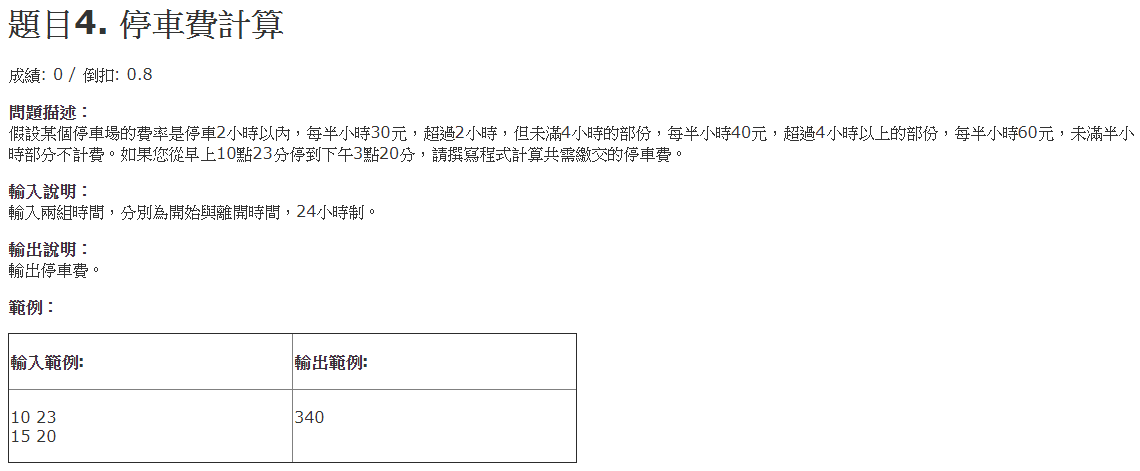 題目4. 停車費計算
成績: 0 / 倒扣: 0.8
問題描述：
假設某個停車場的費率是停車2小時以內，每半小時30元，超過2小時，但未滿4小時的部份，每半小時40元，超過4小時以上的部份，每半小時60元，未滿半小
時部分不計費。如果您從早上10點23分停到下午3點20分，請撰寫程式計算共需繳交的停車費。
輸入說明：
輸入兩組時間，分別為開始與離開時間，24小時制。
輸出說明：
輸出停車費。
範例：
輸入範例: 輸出範例:
10 23 340
15 20